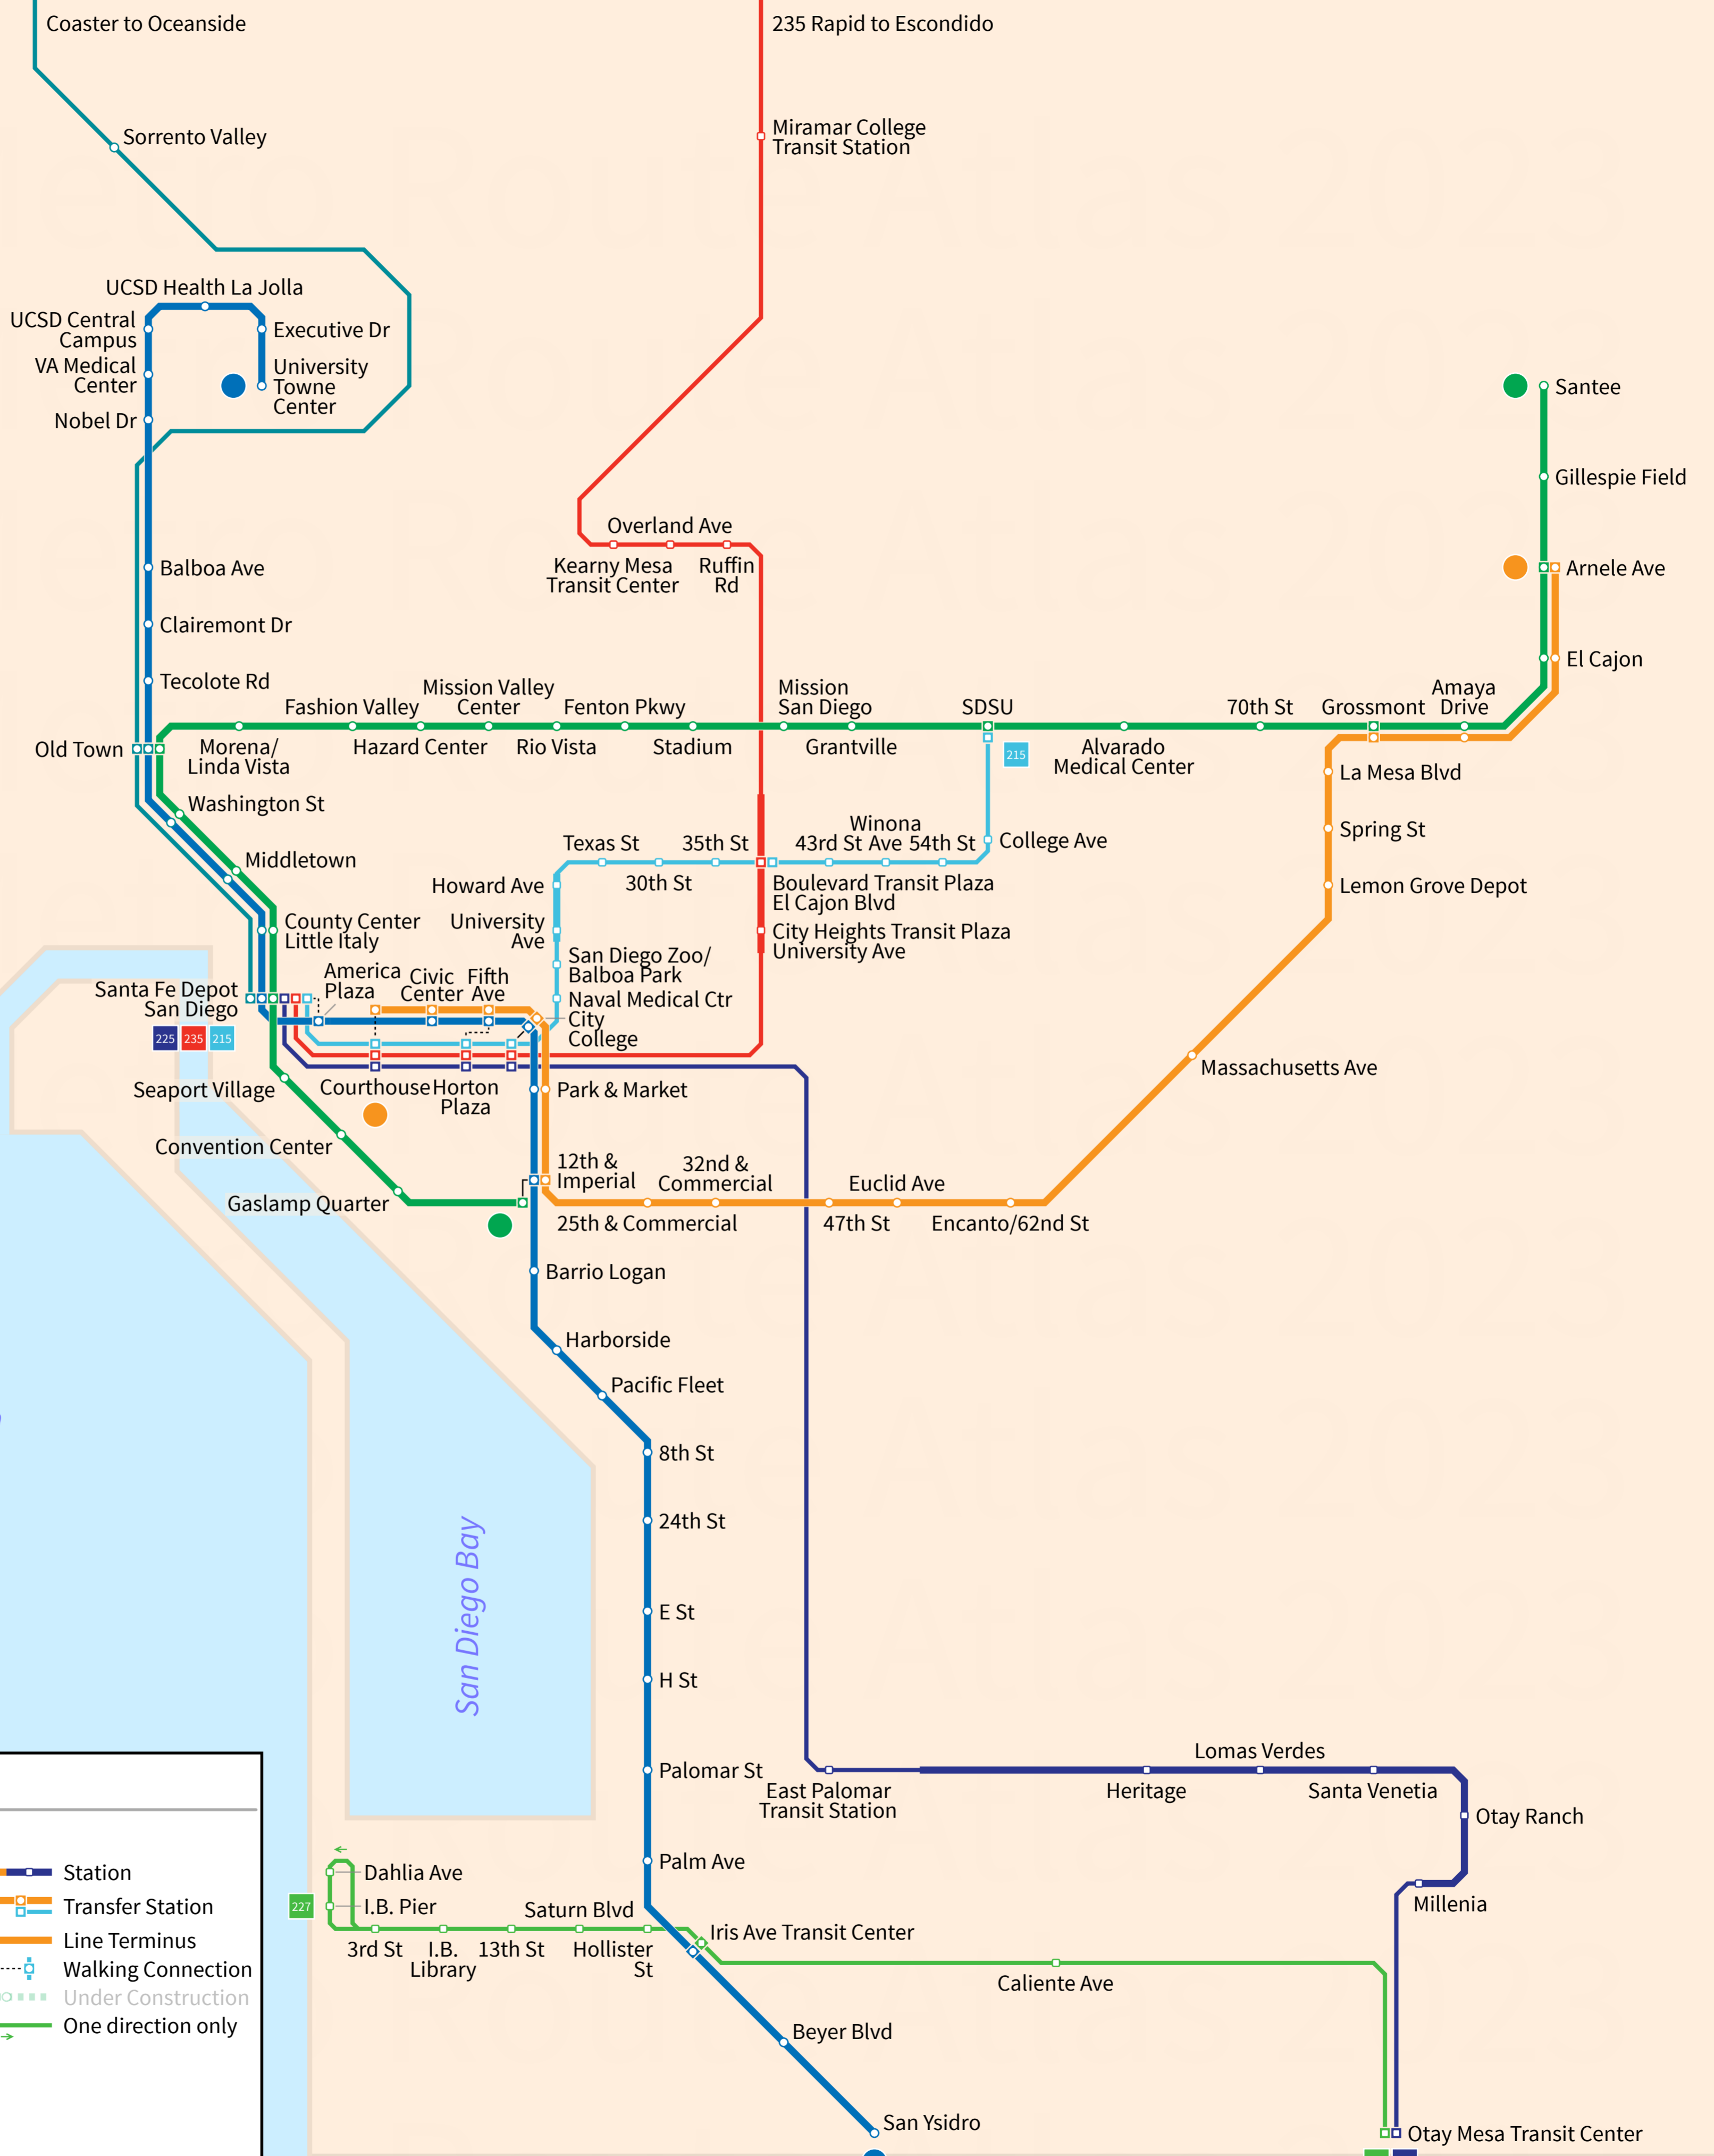 Coaster to Oceanside
235 Rapid to Escondido
Sorrento Valley
Miramar College
Transit Station
UCSD Health La Jolla
UCSD Central
Campus
Executive Dr
VA Medical
Center
University
Towne
Center
Nobel Dr
Santee
Gillespie Field
Overland Ave
Kearny Mesa
Transit Center
Ruffin
Rd
Arnele Ave
Balboa Ave
Clairemont Dr
Tecolote Rd
El Cajon
Fashion Valley
Mission Valley
Center
Fenton Pkwy
Mission
San Diego
SDSU
70th St
Grossmont
Amaya
Drive
Old Town
Morena/
Linda Vista
Hazard Center
Rio Vista
Stadium
Grantville
215
Alvarado
Medical Center
La Mesa Blvd
Washington St
Spring St
Middletown
Texas St
35th St
43rd St
Winona
Ave
54th St
College Ave
Howard Ave
30th St
Boulevard Transit Plaza
El Cajon Blvd
Lemon Grove Depot
County Center
Little Italy
University
Ave
City Heights Transit Plaza
University Ave
San Diego Zoo/
Balboa Park
Santa Fe Depot
San Diego
America
Plaza
Civic
Center
Fifth
Ave
Naval Medical Ctr
City
College
225
235
215
Massachusetts Ave
Seaport Village
Courthouse
Horton
Plaza
Park & Market
Convention Center
12th &
Imperial
32nd &
Commercial
Euclid Ave
Gaslamp Quarter
25th & Commercial
47th St
Encanto/62nd St
Barrio Logan
Harborside
Pacific Fleet
8th St
24th St
San Diego Bay
E St
H St
Palomar St
East Palomar
Transit Station
Heritage
Lomas Verdes
Santa Venetia
Otay Ranch
Palm Ave
Millenia
Station
Transfer Station
Line Terminus
Walking Connection
Under Construction
One direction only
Dahlia Ave
I.B. Pier
227
Saturn Blvd
Iris Ave Transit Center
3rd St
I.B.
Library
13th St
Hollister
St
Caliente Ave
Beyer Blvd
San Ysidro
Otay Mesa Transit Center